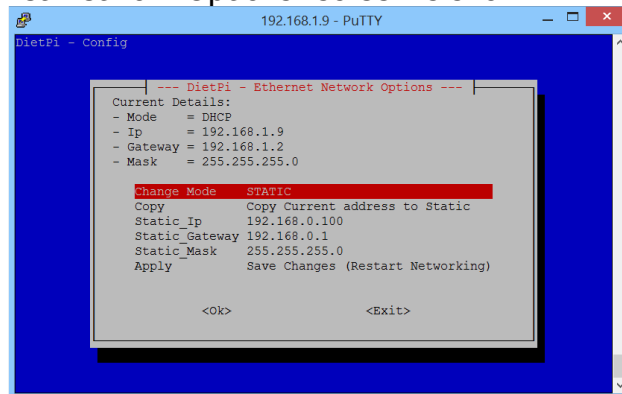 192.168.1.9 - PuTTY
DietPi - Config
--- DietPi - Ethernet Network Options ---
Current Details:
- Mode = DHCP
- Ip = 192.168.1.9
- Gateway = 192.168.1.2
- Mask = 255.255.255.0
Change Mode STATIC
Copy Copy Current address to Static
Static_Ip 192.168.0.100
Static_Gateway 192.168.0.1
Static_Mask 255.255.255.0
Apply Save Changes (Restart Networking)
<Ok> <Exit>